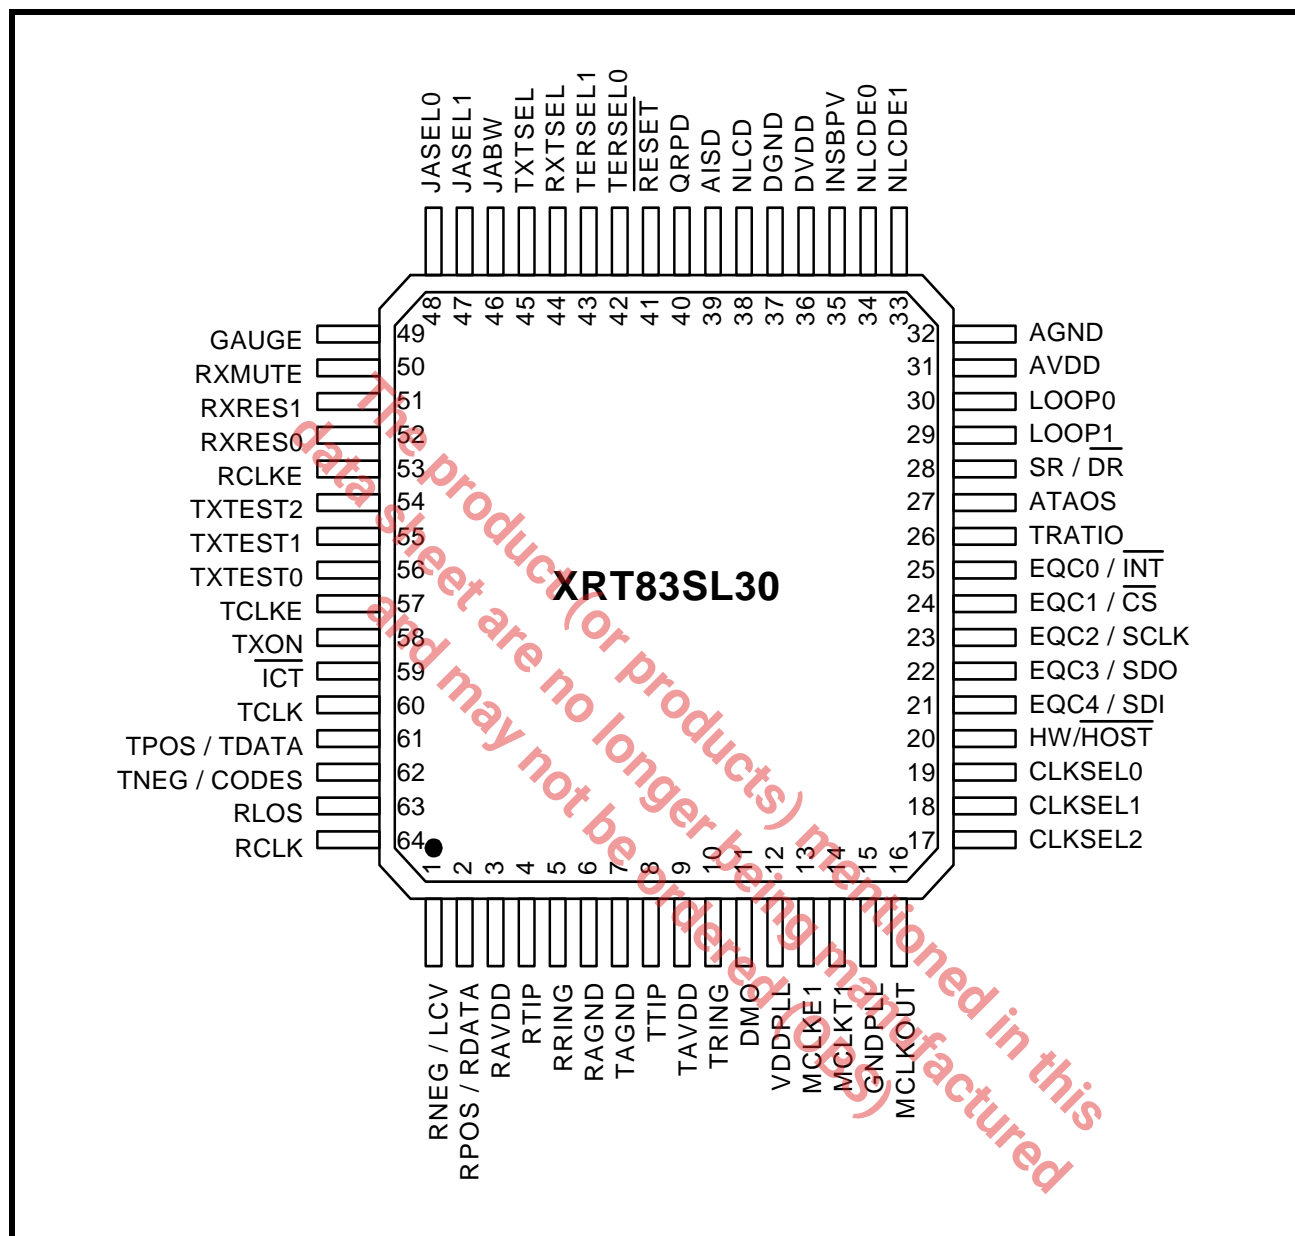 JASEL0
JASEL1
JABW
TXTSEL
RXTSEL
TERSEL1
TERSEL0
RESET
QRPD
AISD
NLCD
DGND
DVDD
INSBPV
NLCDE0
NLCDE1
48
47
46
45
44
43
42
41
40
39
38
37
36
35
34
33
GAUGE 49
RXMUTE 50
RXRES1 51
RXRES0 52
RCLKE 53
TXTEST2 54
TXTEST1 55
TXTEST0 56
TCLKE 57
TXON 58
ICT 59
TCLK 60
TPOS / TDATA 61
TNEG / CODES 62
RLOS 63
RCLK 64
XRT83SL30
32 AGND
31 AVDD
30 LOOP0
29 LOOP1
28 SR / DR
27 ATAOS
26 TRATIO
25 EQC0 / INT
24 EQC1 / CS
23 EQC2 / SCLK
22 EQC3 / SDO
21 EQC4 / SDI
20 HW/HOST
19 CLKSEL0
18 CLKSEL1
17 CLKSEL2
1
2
3
4
5
6
7
8
9
10
11
12
13
14
15
16
RNEG / LCV
RPOS / RDATA
RAVDD
RTIP
RRING
RAGND
TAGND
TTIP
TAVDD
TRING
DMO
VDDPLL
MCLKE1
MCLKT1
GNDPLL
MCLKOUT
The product (or products) mentioned in this
data sheet are no longer being manufactured
and may not be ordered (OBS)